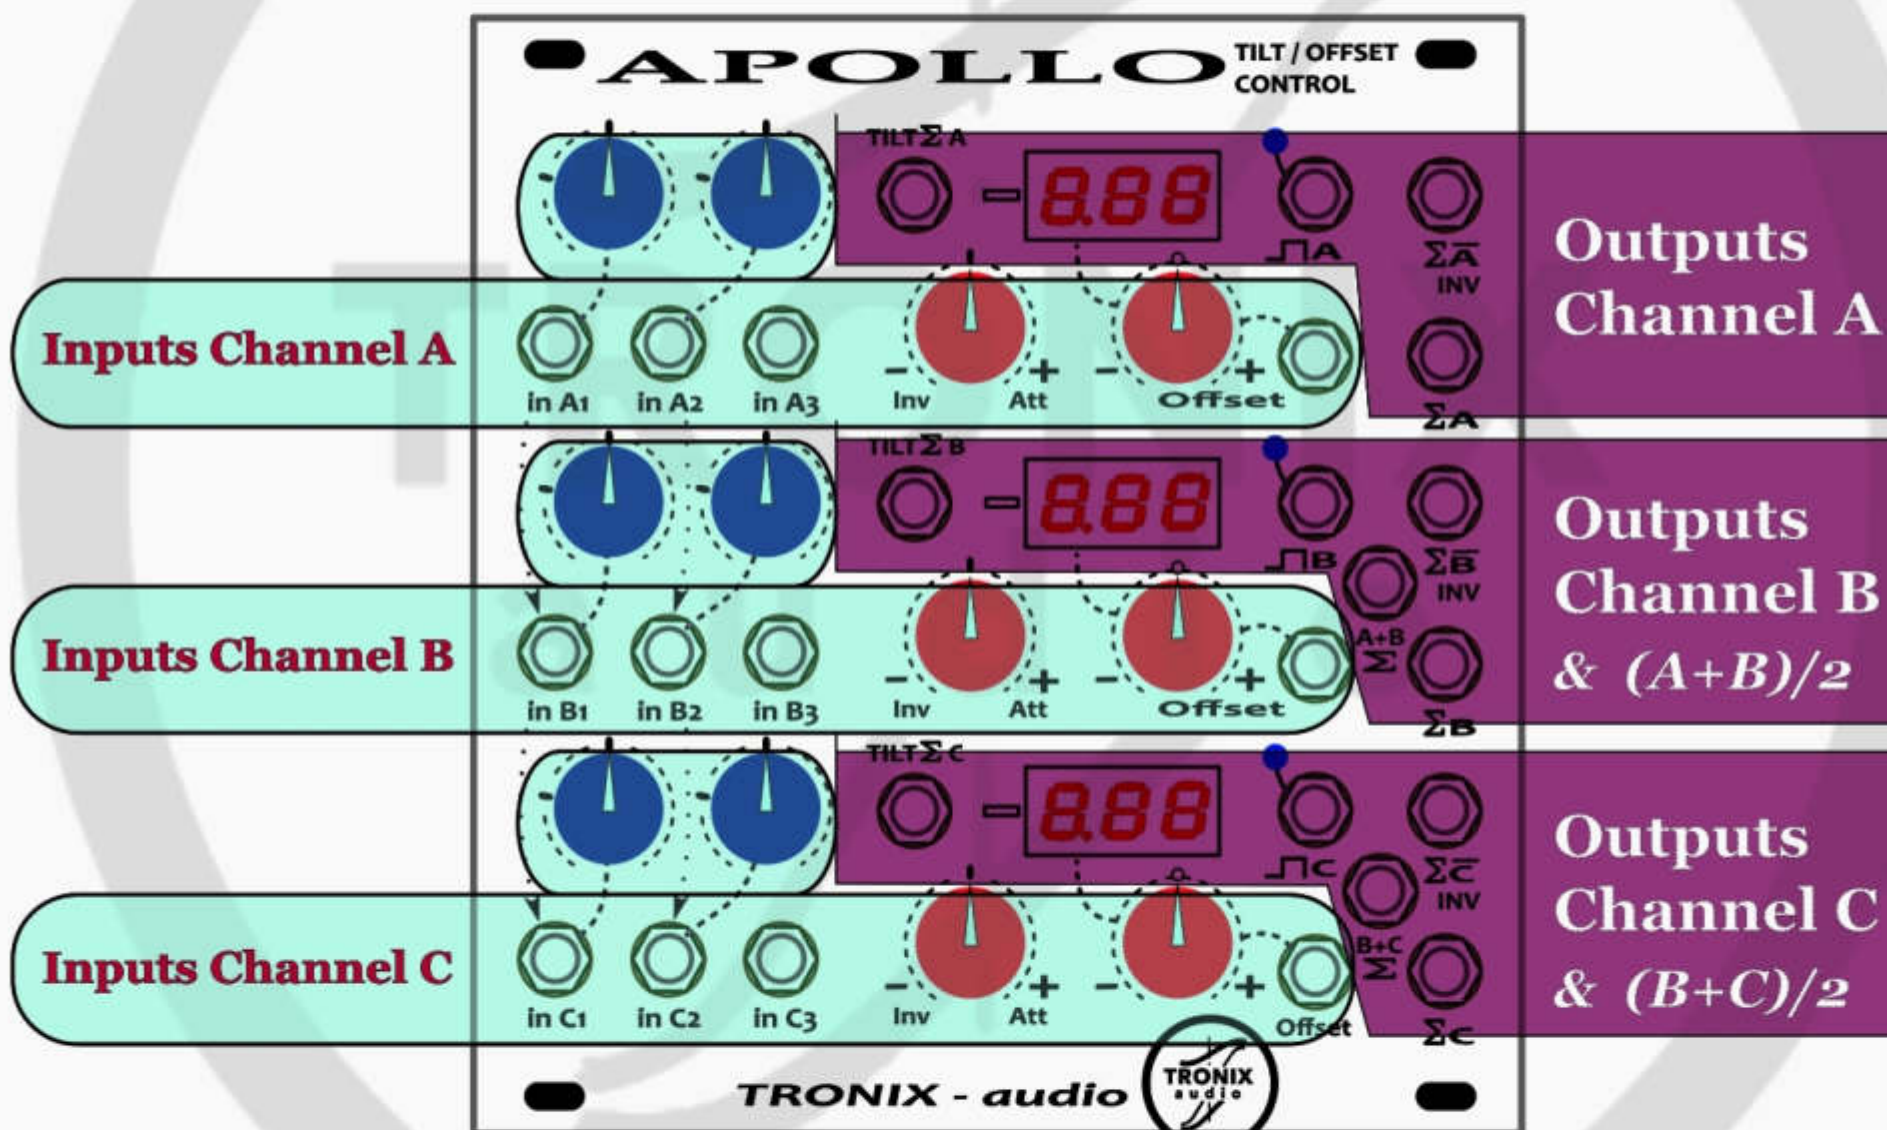 APOLLO
TILT / OFFSET
CONTROL
TILT Σ A
-8.88
ΠA
ΣA̅
INV
Outputs
Channel A
Inputs Channel A
in A1 in A2 in A3
- +
Inv Att
- +
Offset
ΣA
TILT Σ B
-8.88
B
ΣB̅
INV
Outputs
Channel B
& (A+B)/2
Inputs Channel B
in B1 in B2 in B3
- +
Inv Att
- +
Offset
A+B
Σ
ΣB
TILT Σ C
-8.88
C
ΣC̅
INV
Outputs
Channel C
& (B+C)/2
Inputs Channel C
in C1 in C2 in C3
- +
Inv Att
- +
Offset
B+C
Σ
ΣC
TRONIX - audio
TRONIX
audio